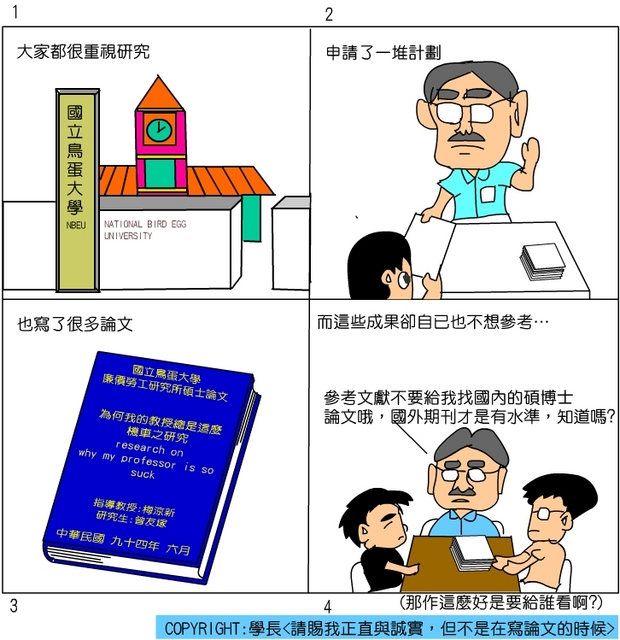 1
大家都很重視研究
國立鳥蛋大學
NBEU
NATIONAL BIRD EGG
UNIVERSITY
2
申請了一堆計劃
3
也寫了很多論文
國立鳥蛋大學
廉價勞工研究所碩士論文
為何我的教授總是這麼
機車之研究
research on
why my professor is so
suck
指導教授:梅涼新
研究生:曾友塚
中華民國 九十四年 六月
4
而這些成果卻自已也不想參考…
參考文獻不要給我找國內的碩博士
論文哦，國外期刊才是有水準，知道嗎?
(那作這麼好是要給誰看啊?)
COPYRIGHT:學長<請賜我正直與誠實，但不是在寫論文的時候>